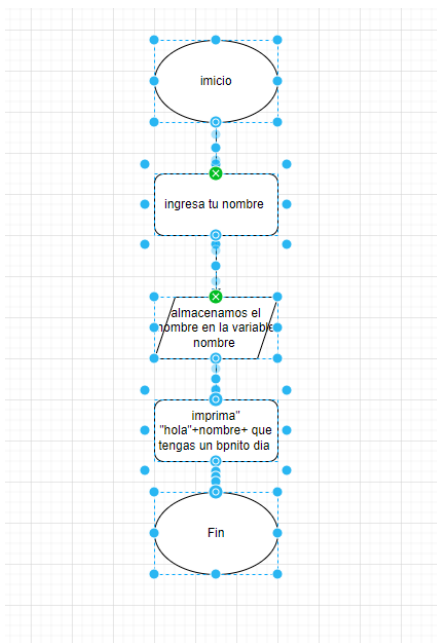 imicio
ingresa tu nombre
almacenamos el
nombre en la variable
nombre
imprima"
"hola"+nombre+ que
tengas un bpnito dia
Fin